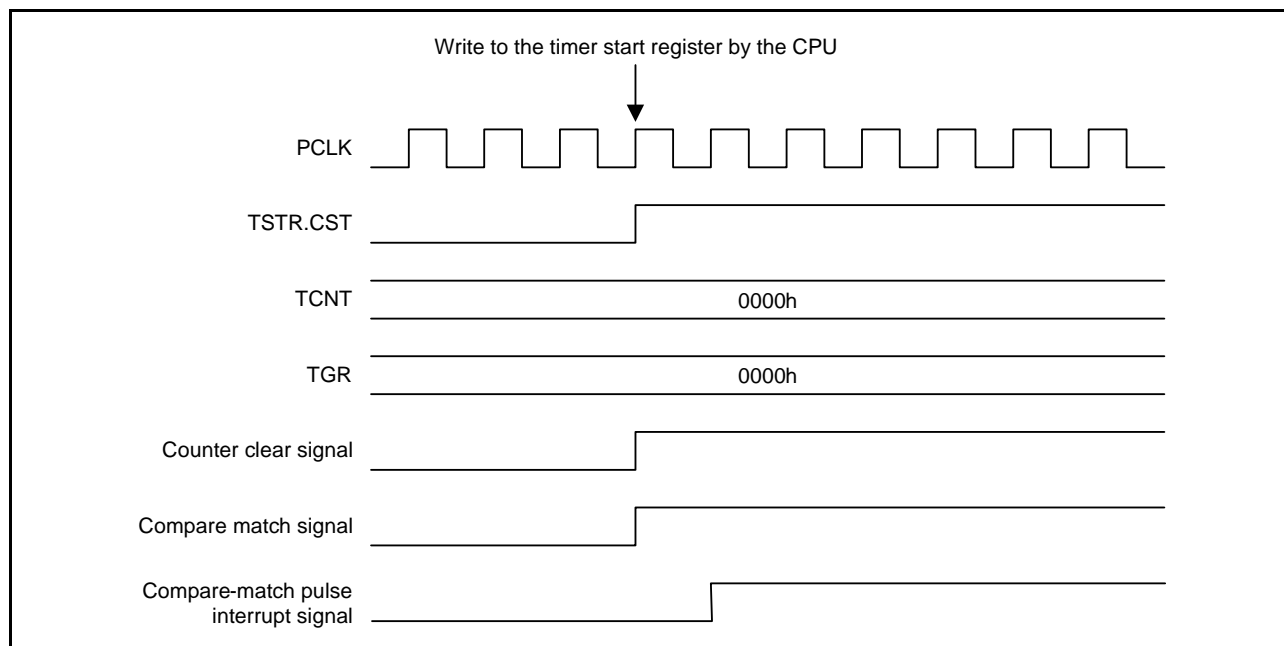 Write to the timer start register by the CPU
PCLK
TSTR.CST
TCNT
0000h
TGR
0000h
Counter clear signal
Compare match signal
Compare-match pulse
interrupt signal